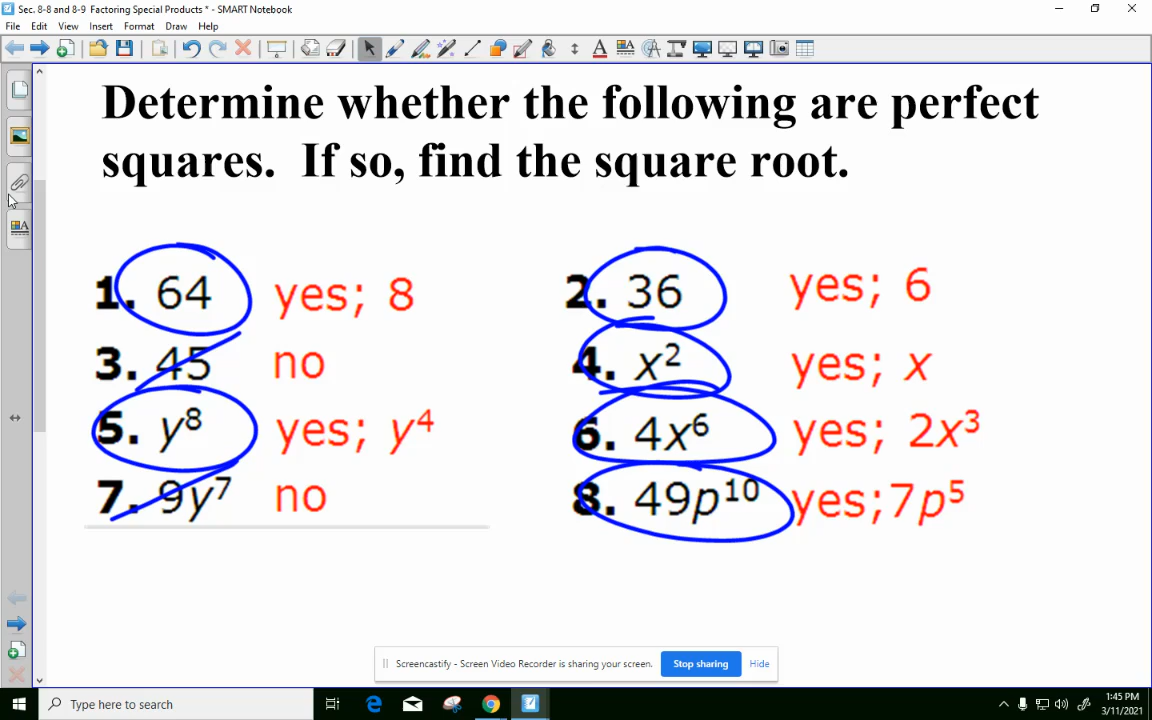 Sec. 8-8 and 8-9 Factoring Special Products * - SMART Notebook
File Edit View Insert Format Draw Help
Determine whether the following are perfect
squares. If so, find the square root.
1. 64 yes; 8 2. 36 yes; 6
3. 45 no 4. x² yes; x
5. y⁸ yes; y⁴ 6. 4x⁶ yes; 2x³
7. 9y⁷ no 8. 49p¹⁰ yes;7p⁵
Screencastify - Screen Video Recorder is sharing your screen. Stop sharing Hide
Type here to search
1:45 PM
3/11/2021